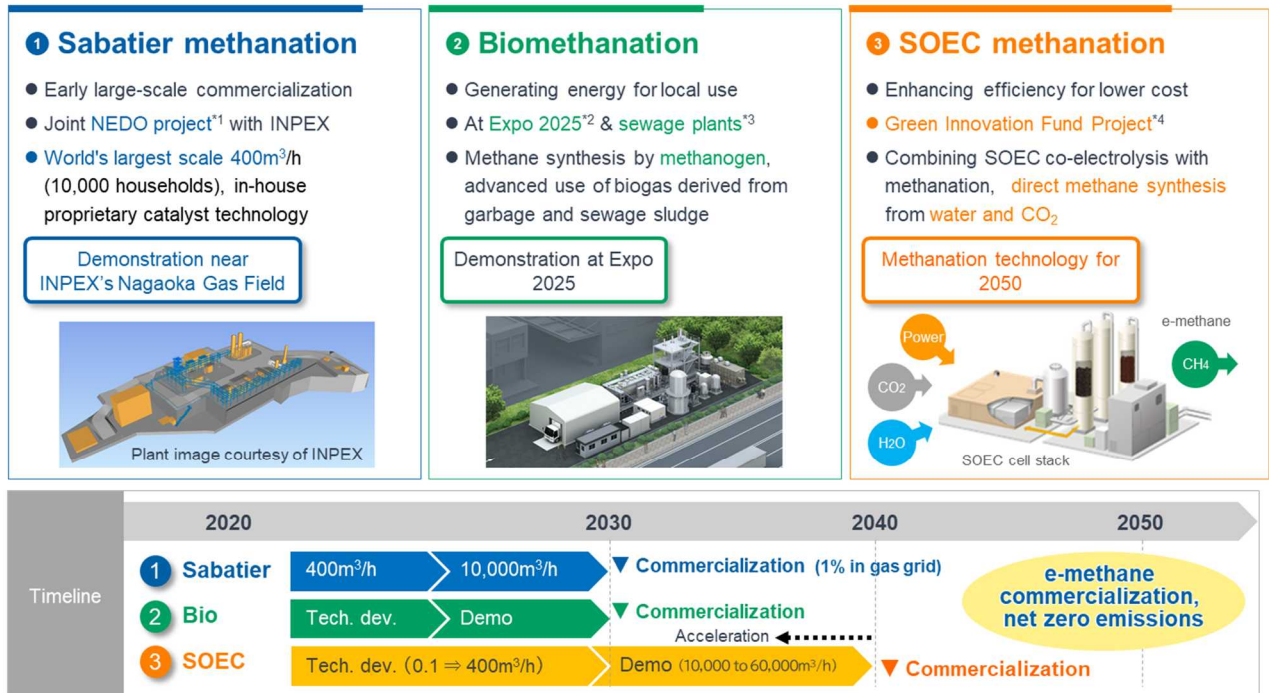 1 Sabatier methanation
● Early large-scale commercialization
● Joint NEDO project*1 with INPEX
● World's largest scale 400m³/h
(10,000 households), in-house
proprietary catalyst technology
Demonstration near
INPEX's Nagaoka Gas Field
Plant image courtesy of INPEX
2 Biomethanation
● Generating energy for local use
● At Expo 2025*2 & sewage plants*3
● Methane synthesis by methanogen,
advanced use of biogas derived from
garbage and sewage sludge
Demonstration at Expo
2025
3 SOEC methanation
● Enhancing efficiency for lower cost
● Green Innovation Fund Project*4
● Combining SOEC co-electrolysis with
methanation, direct methane synthesis
from water and CO₂
Methanation technology for
2050
Power
CO₂
H₂O
e-methane
CH₄
SOEC cell stack
Timeline
2020 2030 2040 2050
1 Sabatier 400m³/h 10,000m³/h ▼ Commercialization (1% in gas grid)
2 Bio Tech. dev. Demo ▼ Commercialization
Acceleration
3 SOEC Tech. dev. (0.1 ⇒ 400m³/h) Demo (10,000 to 60,000m³/h) ▼ Commercialization
e-methane
commercialization,
net zero emissions